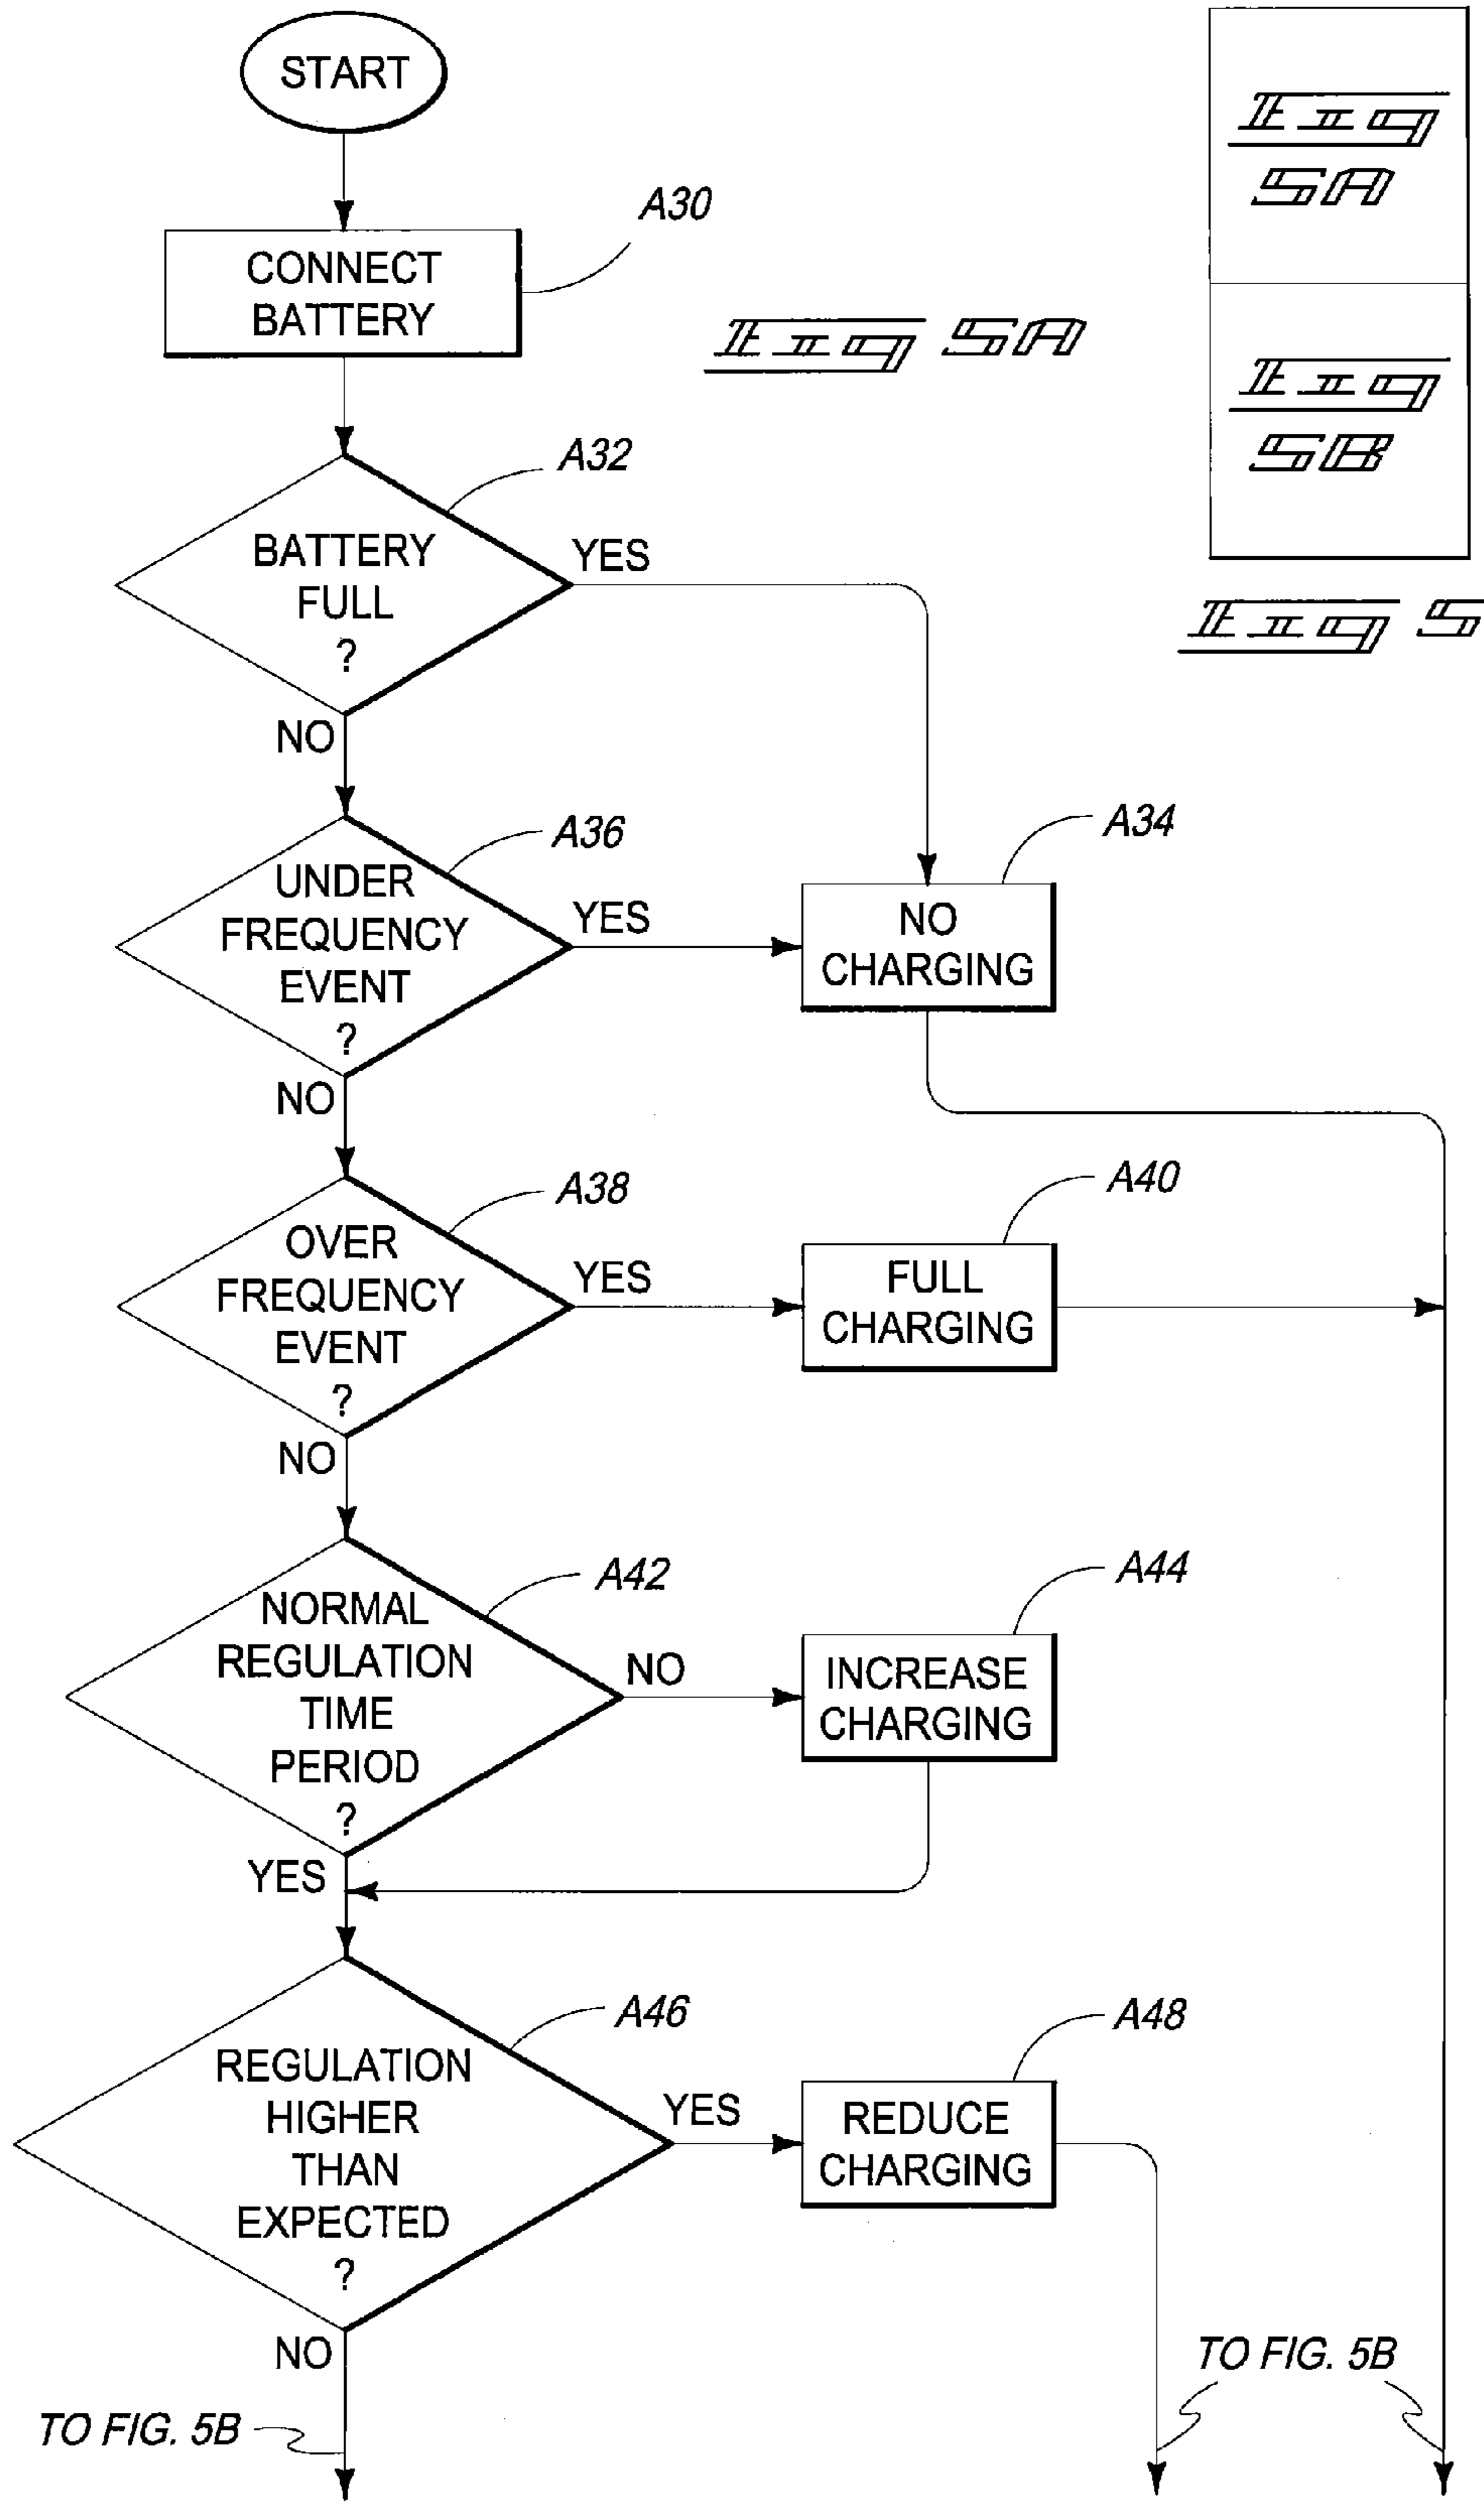 START
A30
CONNECT
BATTERY
Fig 5A
Fig
5A
Fig
5B
Fig 5
A32
BATTERY
FULL
?
YES
NO
A36
UNDER
FREQUENCY
EVENT
?
YES
A34
NO
CHARGING
NO
A38
OVER
FREQUENCY
EVENT
?
YES
A40
FULL
CHARGING
NO
A42
NORMAL
REGULATION
TIME
PERIOD
?
NO
A44
INCREASE
CHARGING
YES
A46
REGULATION
HIGHER
THAN
EXPECTED
?
YES
A48
REDUCE
CHARGING
NO
TO FIG. 5B
TO FIG. 5B